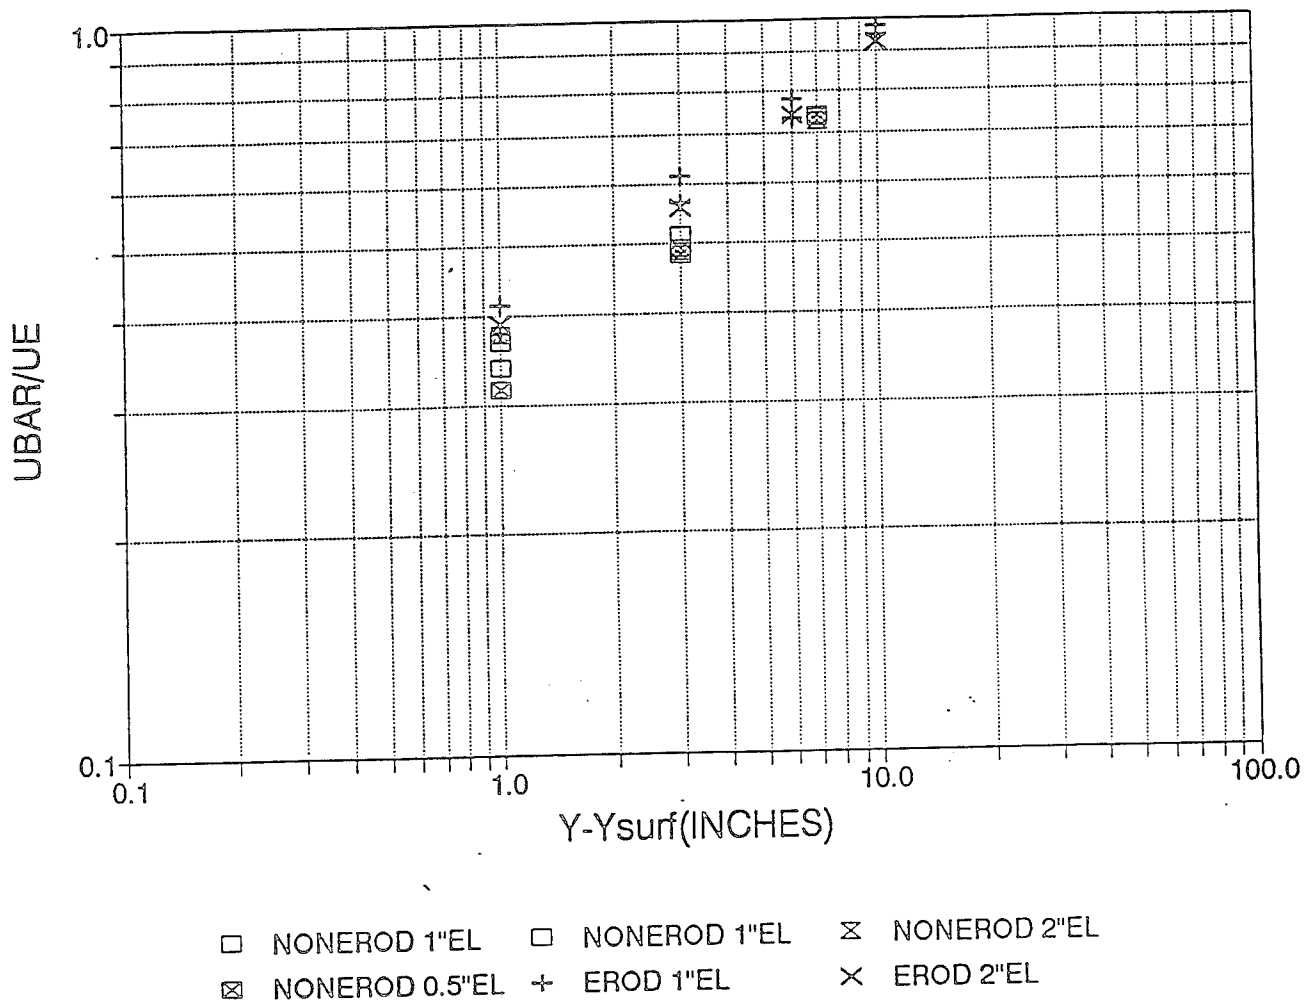 1.0
UBAR/UE
0.1
0.1 1.0 10.0 100.0
Y-Ysurf(INCHES)
NONEROD 1"EL NONEROD 1"EL NONEROD 2"EL
NONEROD 0.5"EL EROD 1"EL EROD 2"EL